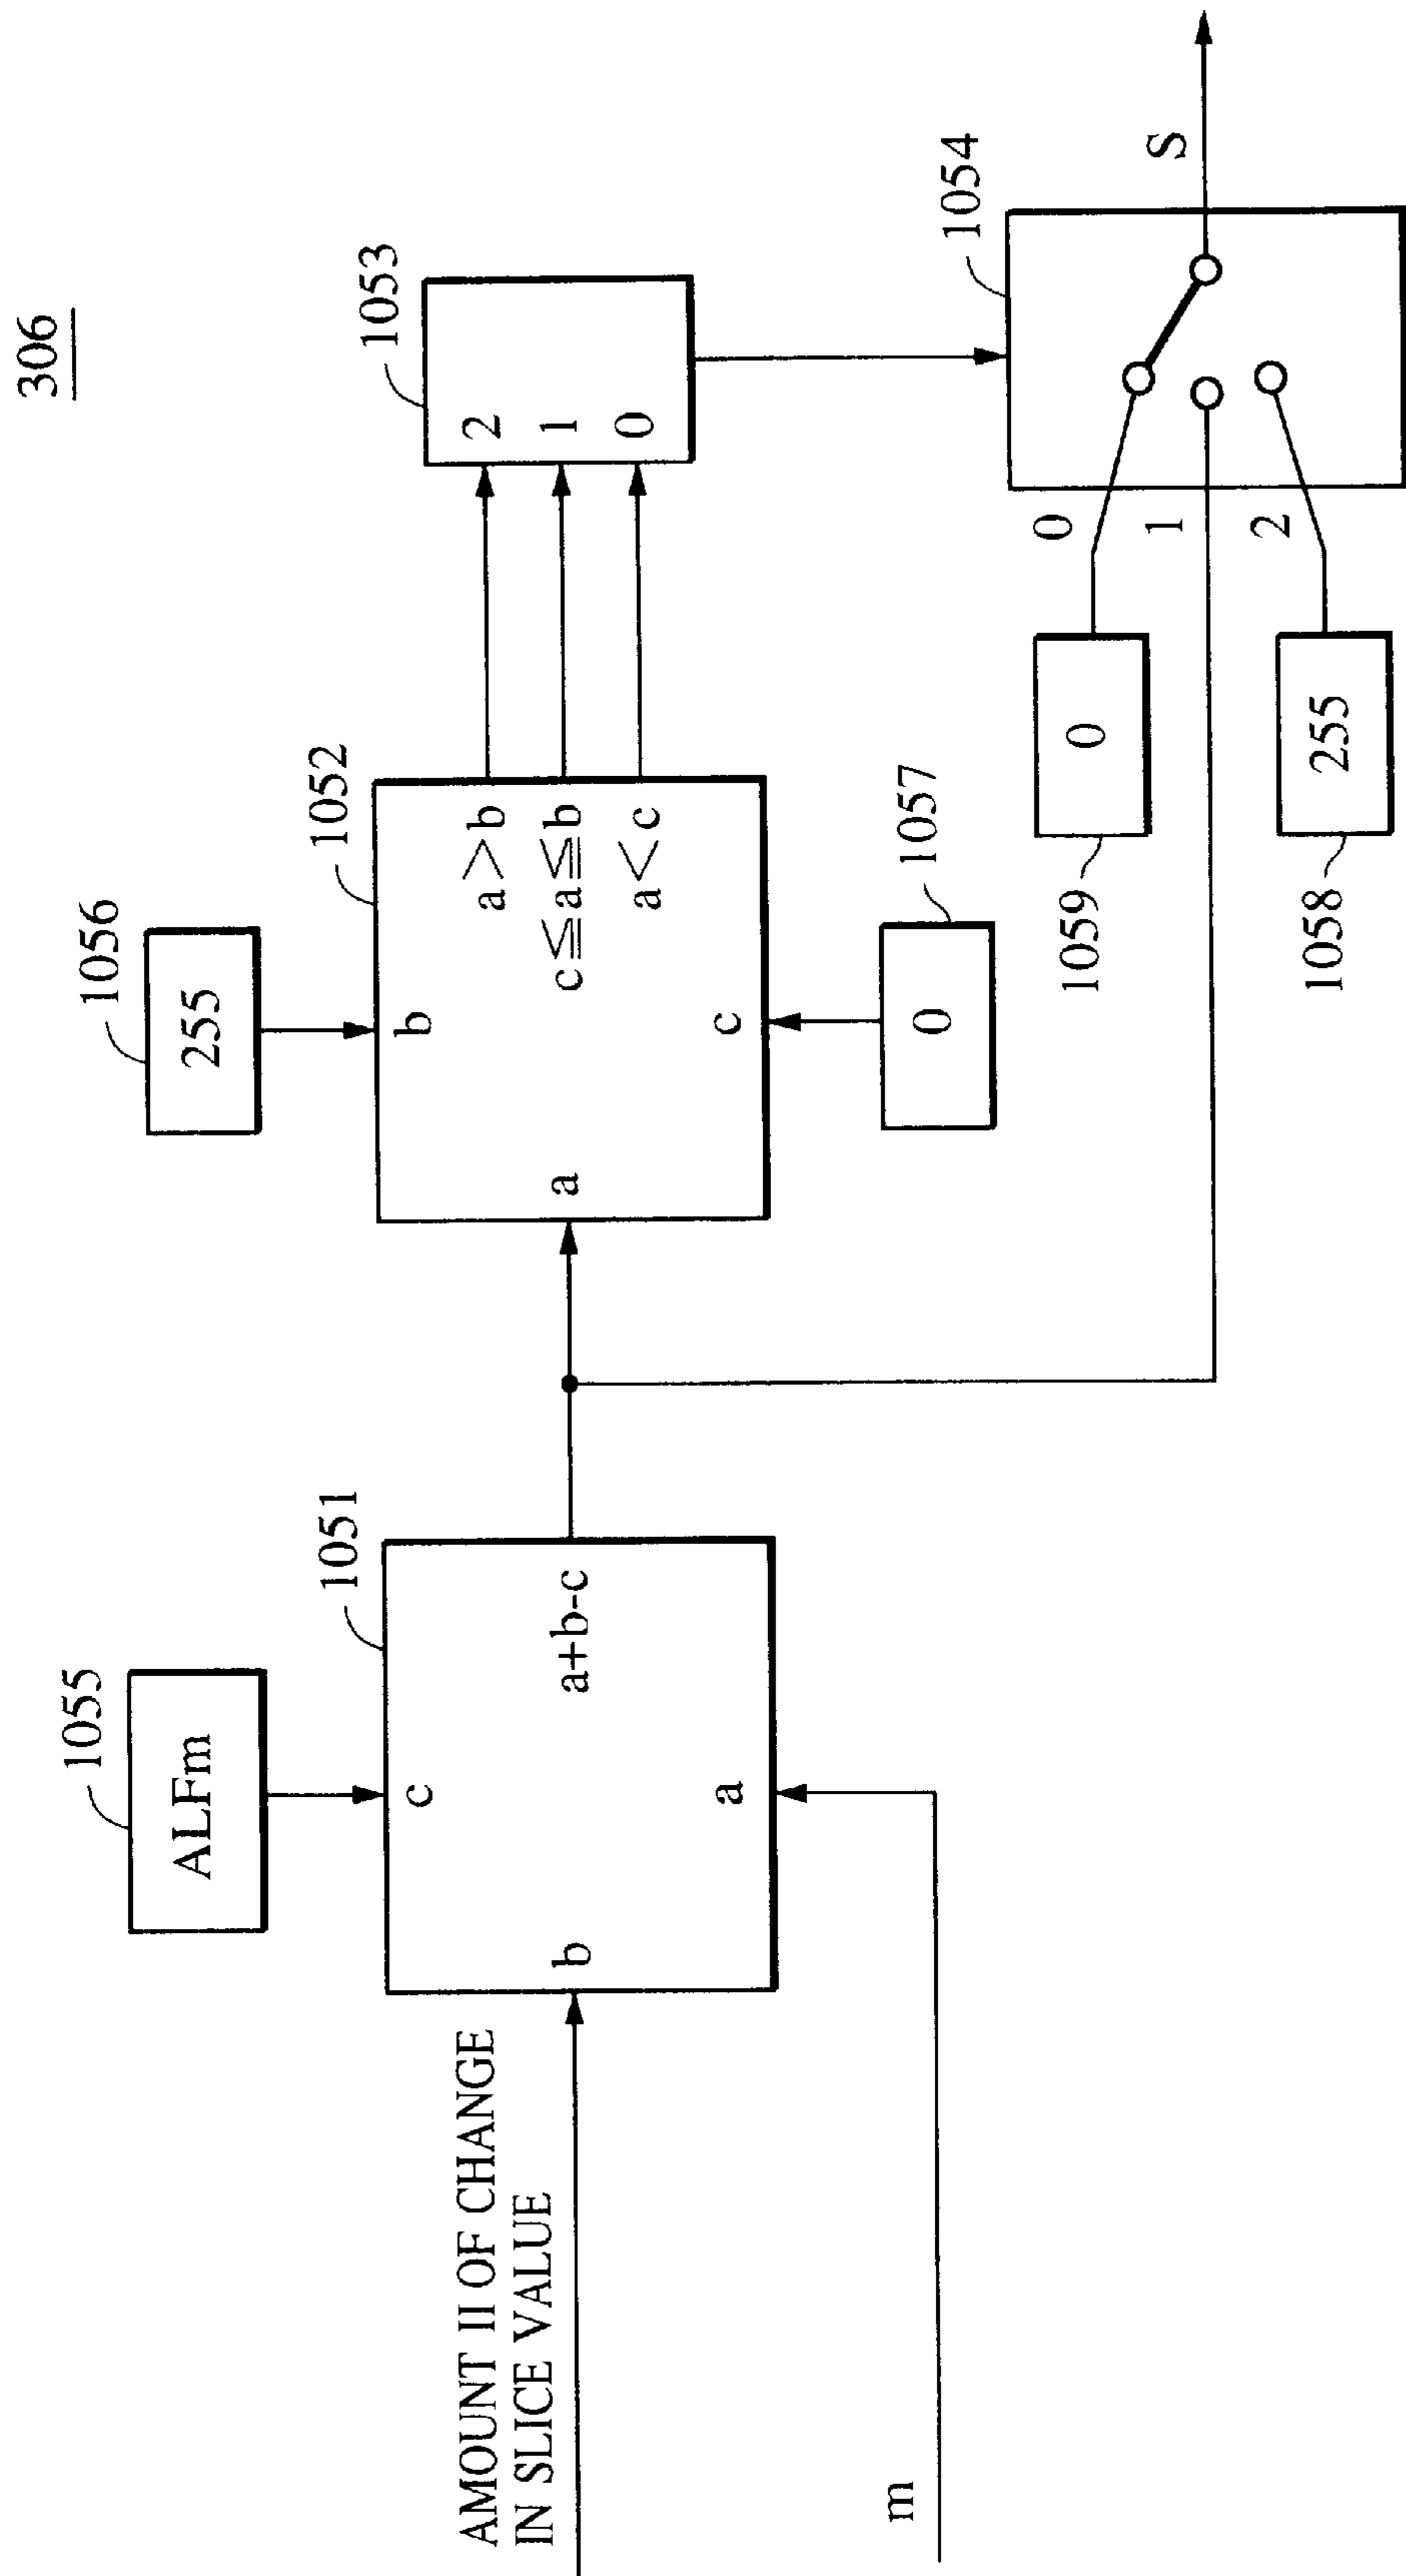 306
1055
ALFm
1051
c
b
a+b-c
a
AMOUNT II OF CHANGE
IN SLICE VALUE
m
1056
255
1052
b
a
a>b
c≦a≦b
a<c
c
1057
0
1053
2
1
0
1054
0
1
2
S
0
1059
255
1058